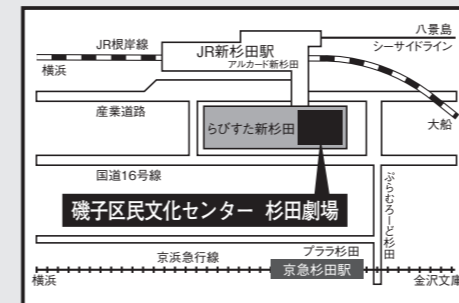 八景島
JR根岸線
JR新杉田駅
シーサイドライン
アルカード新杉田
横浜
産業道路
らびすた新杉田
大船
国道16号線
ぷらむろーど杉田
磯子区民文化センター 杉田劇場
京浜急行線
プララ杉田
京急杉田駅
横浜
金沢文庫